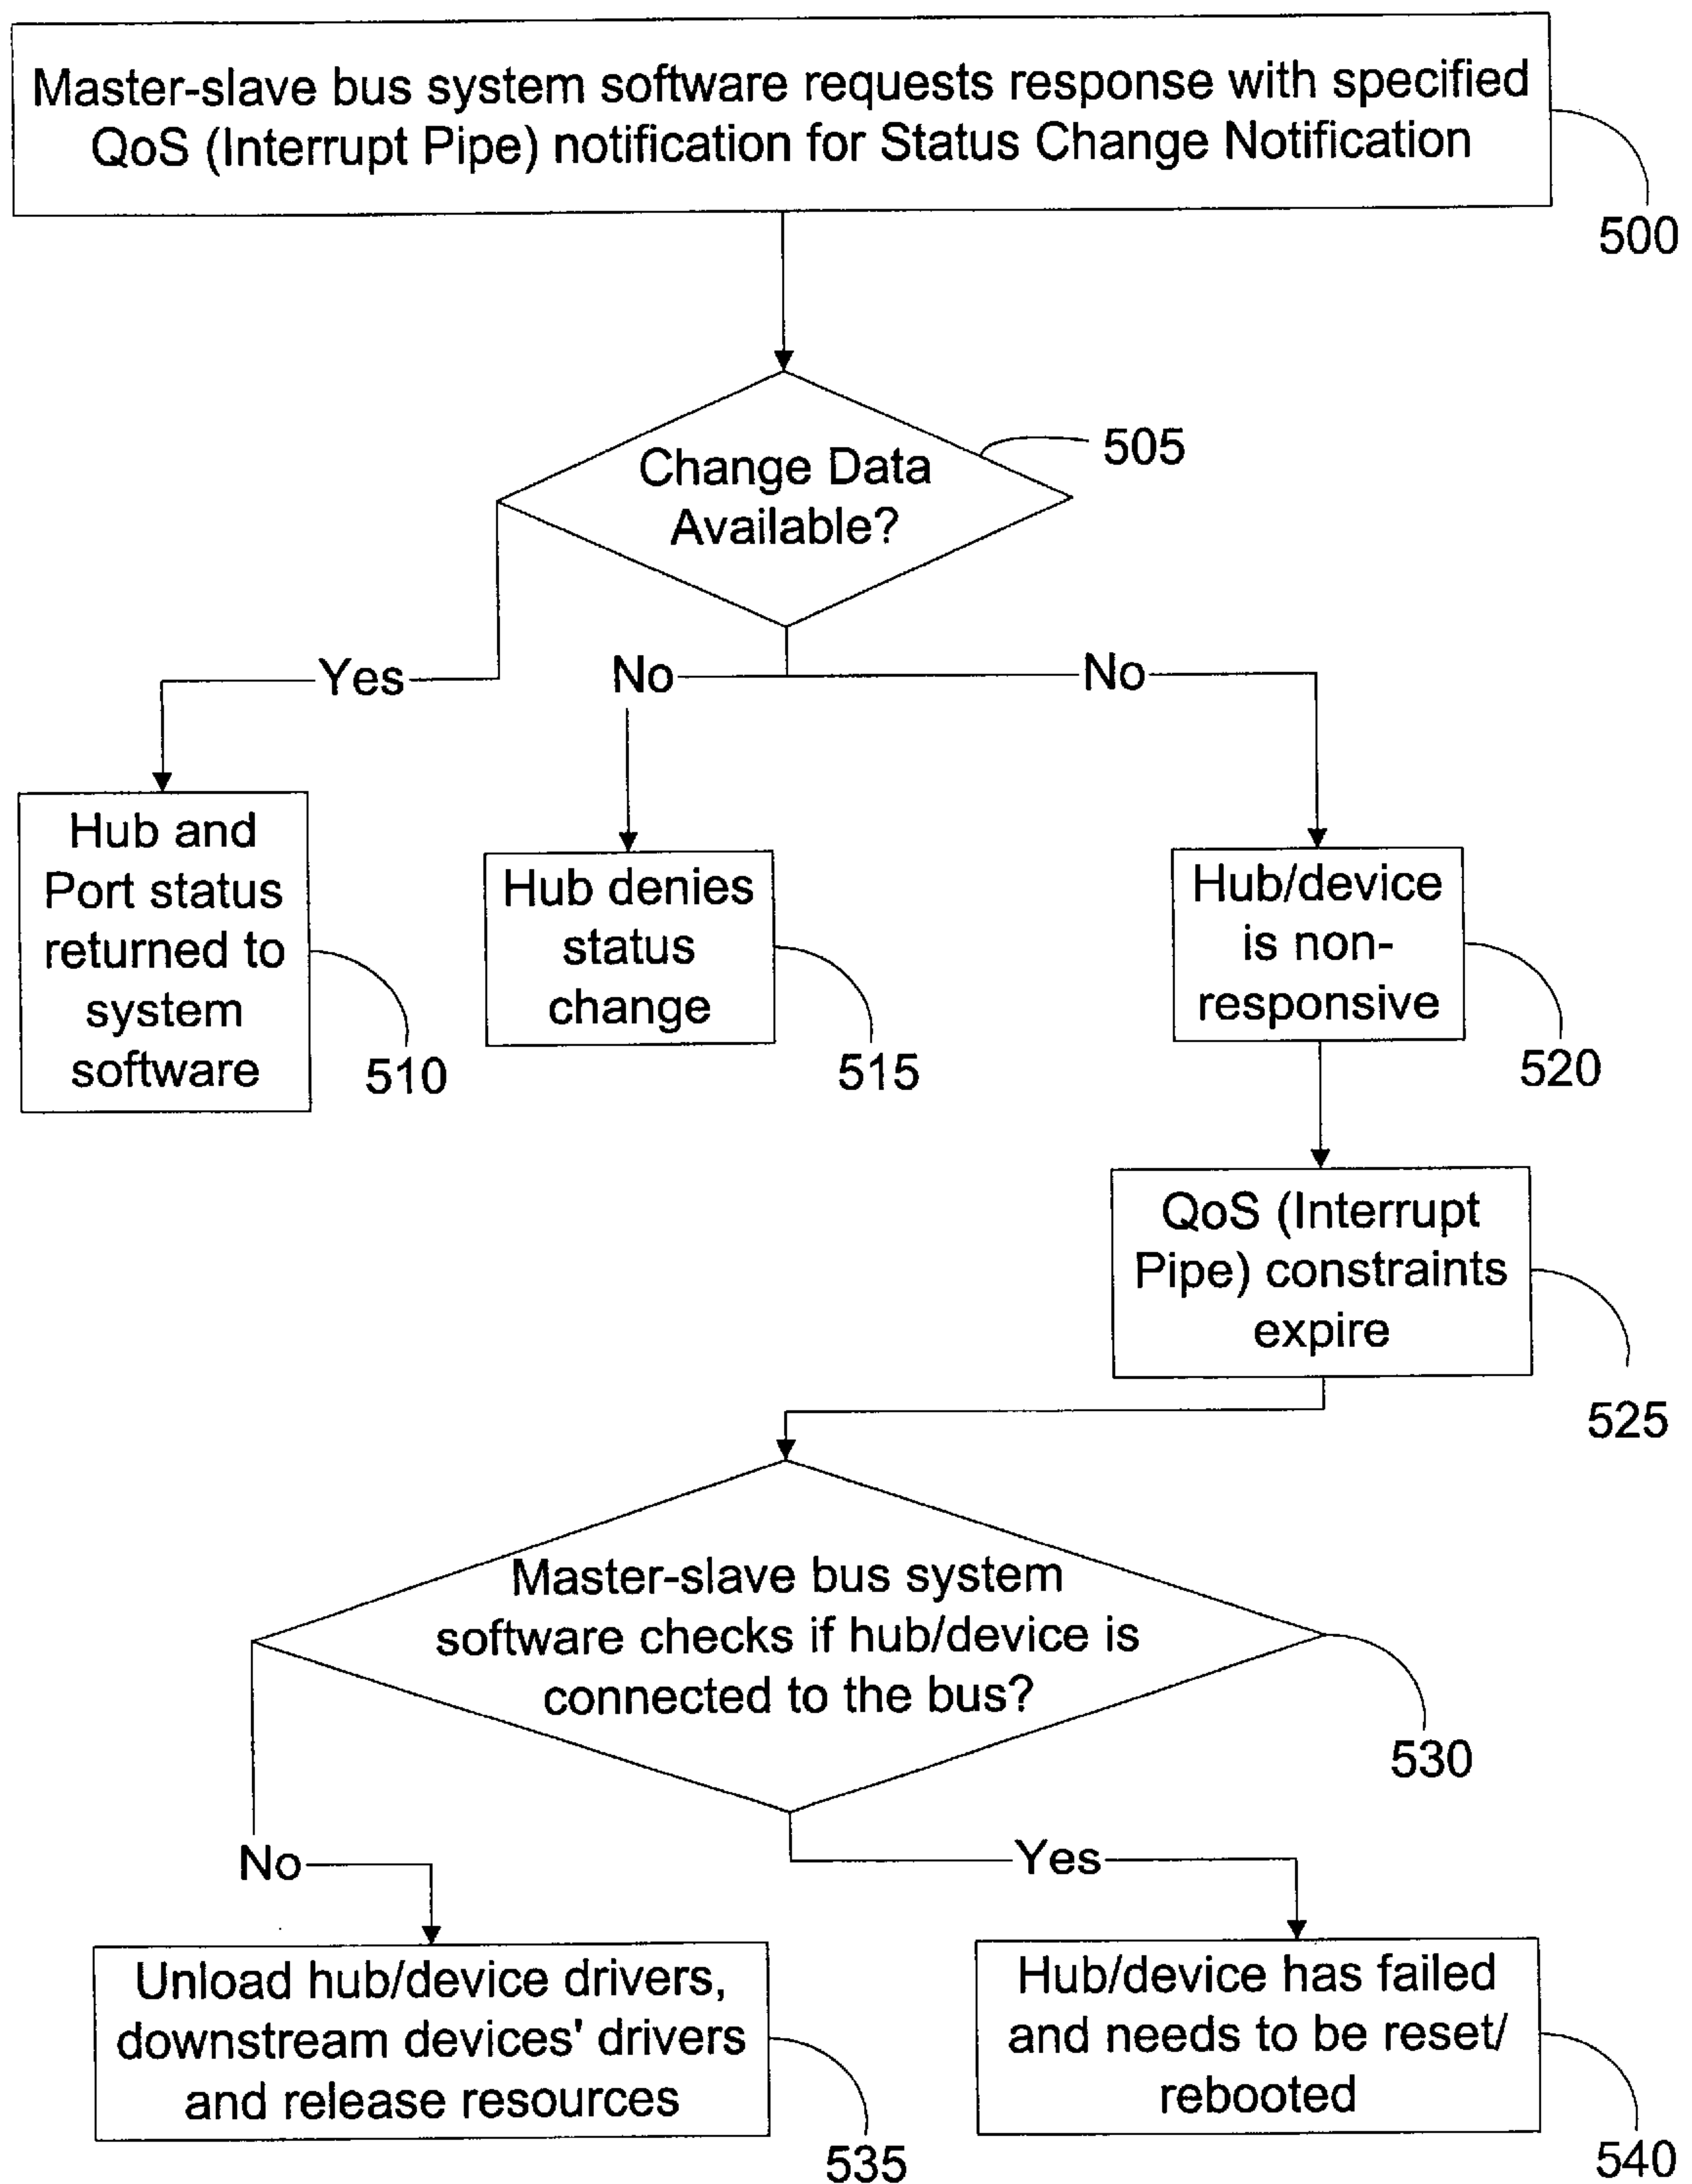 Master-slave bus system software requests response with specified
QoS (Interrupt Pipe) notification for Status Change Notification
500
Change Data
Available?
505
Yes
No
No
Hub and
Port status
returned to
system
software
510
Hub denies
status
change
515
Hub/device
is non-
responsive
520
QoS (Interrupt
Pipe) constraints
expire
525
Master-slave bus system
software checks if hub/device is
connected to the bus?
530
No
Yes
Unload hub/device drivers,
downstream devices' drivers
and release resources
535
Hub/device has failed
and needs to be reset/
rebooted
540